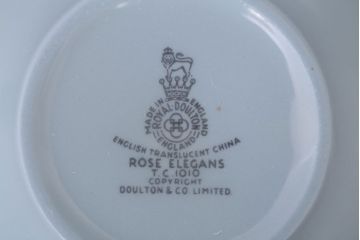 MADE IN ENGLAND
ROYAL DOULTON
ENGLAND
ENGLISH TRANSLUCENT CHINA
ROSE ELEGANS
T.C.1010
COPYRIGHT
DOULTON & CO LIMITED.